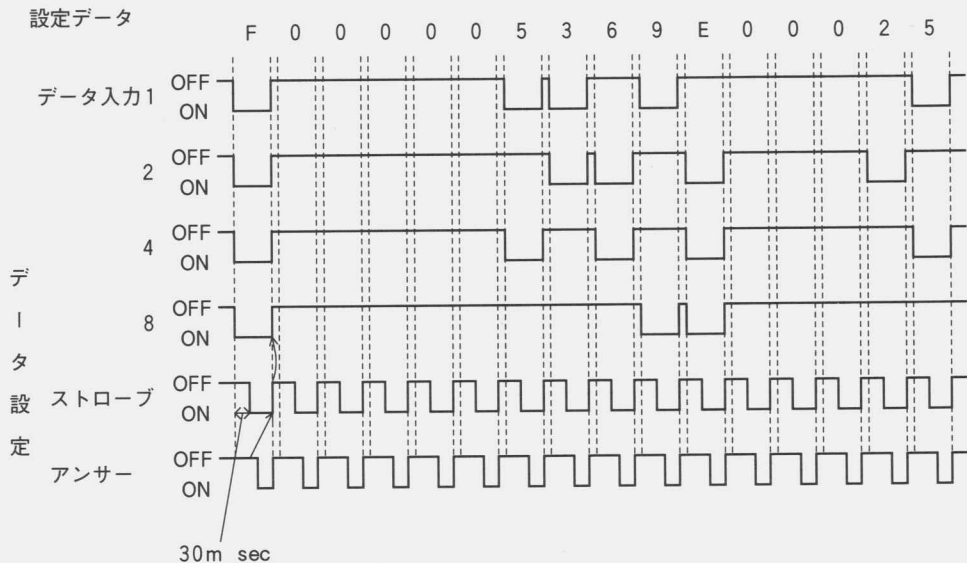 設定データ
F 0 0 0 0 0 5 3 6 9 E 0 0 0 2 5
データ入力1 OFF
ON
2 OFF
ON
4 OFF
ON
8 OFF
ON
データ設定
ストローブ OFF
ON
アンサー OFF
ON
30m sec